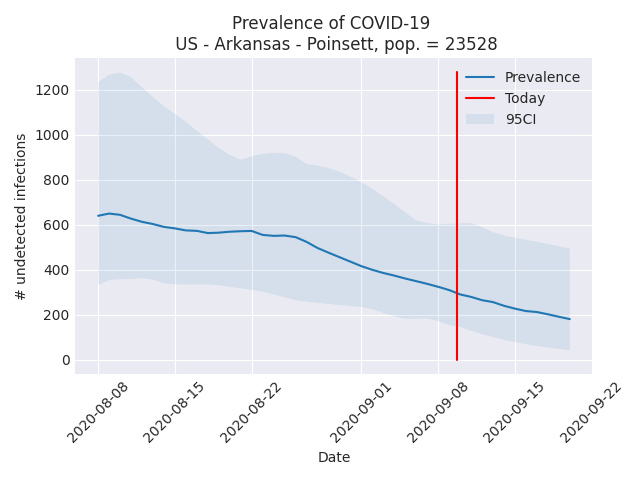 Prevalence of COVID-19
US - Arkansas - Poinsett, pop. = 23528
Prevalence
Today
95CI
# undetected infections
1200
1000
800
600
400
200
0
2020-08-08
2020-08-15
2020-08-22
2020-09-01
2020-09-08
2020-09-15
2020-09-22
Date